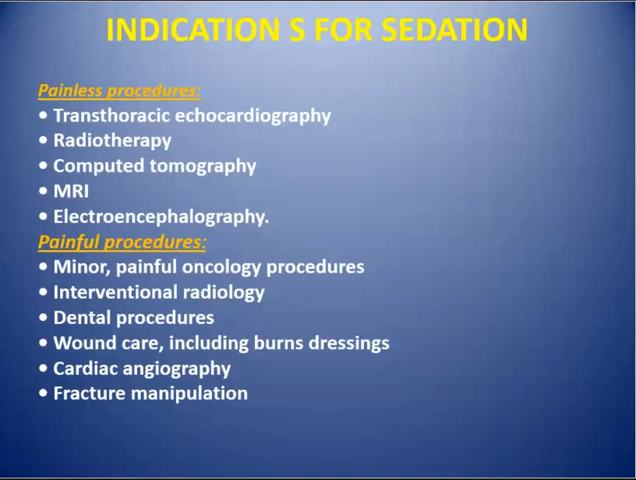 INDICATION S FOR SEDATION
Painless procedures:
• Transthoracic echocardiography
• Radiotherapy
• Computed tomography
• MRI
• Electroencephalography.
Painful procedures:
• Minor, painful oncology procedures
• Interventional radiology
• Dental procedures
• Wound care, including burns dressings
• Cardiac angiography
• Fracture manipulation